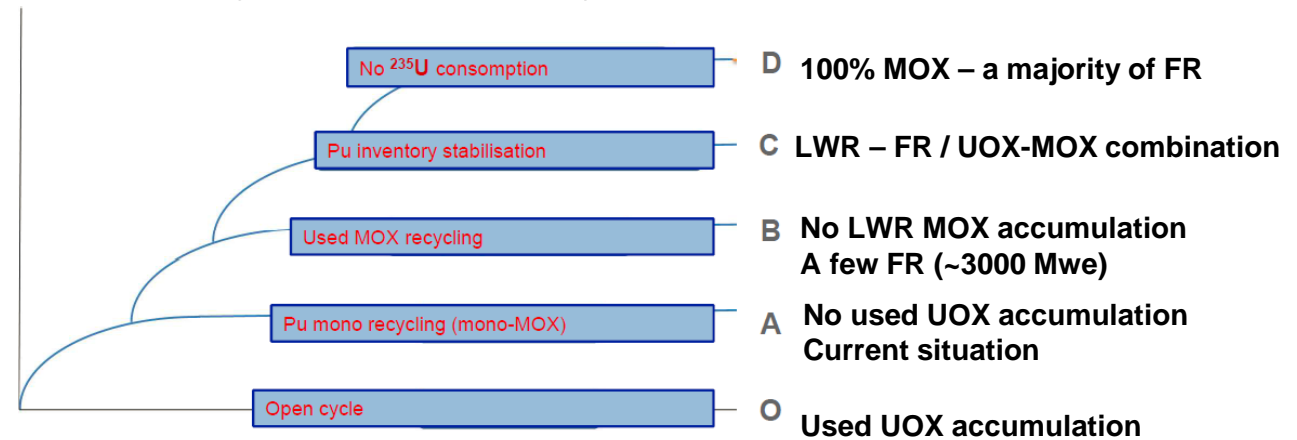 No 235U consomption D 100% MOX – a majority of FR
Pu inventory stabilisation C LWR – FR / UOX-MOX combination
Used MOX recycling B No LWR MOX accumulation
A few FR (~3000 Mwe)
Pu mono recycling (mono-MOX) A No used UOX accumulation
Current situation
Open cycle O Used UOX accumulation